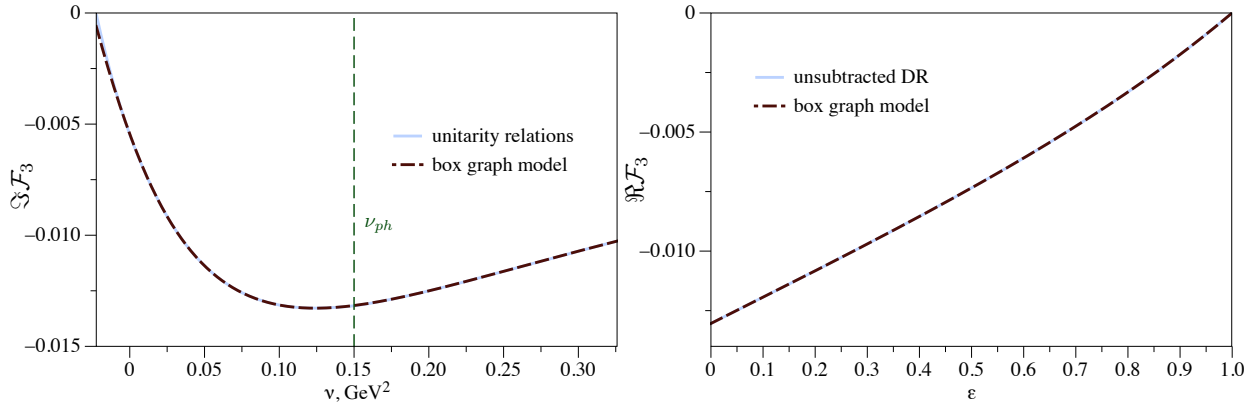 0
−0.005
−0.010
−0.015
ℑℱ₃
unitarity relations
box graph model
ν_ph
0 0.05 0.10 0.15 0.20 0.25 0.30
ν, GeV²
0
−0.005
−0.010
ℜℱ₃
unsubtracted DR
box graph model
0 0.1 0.2 0.3 0.4 0.5 0.6 0.7 0.8 0.9 1.0
ε